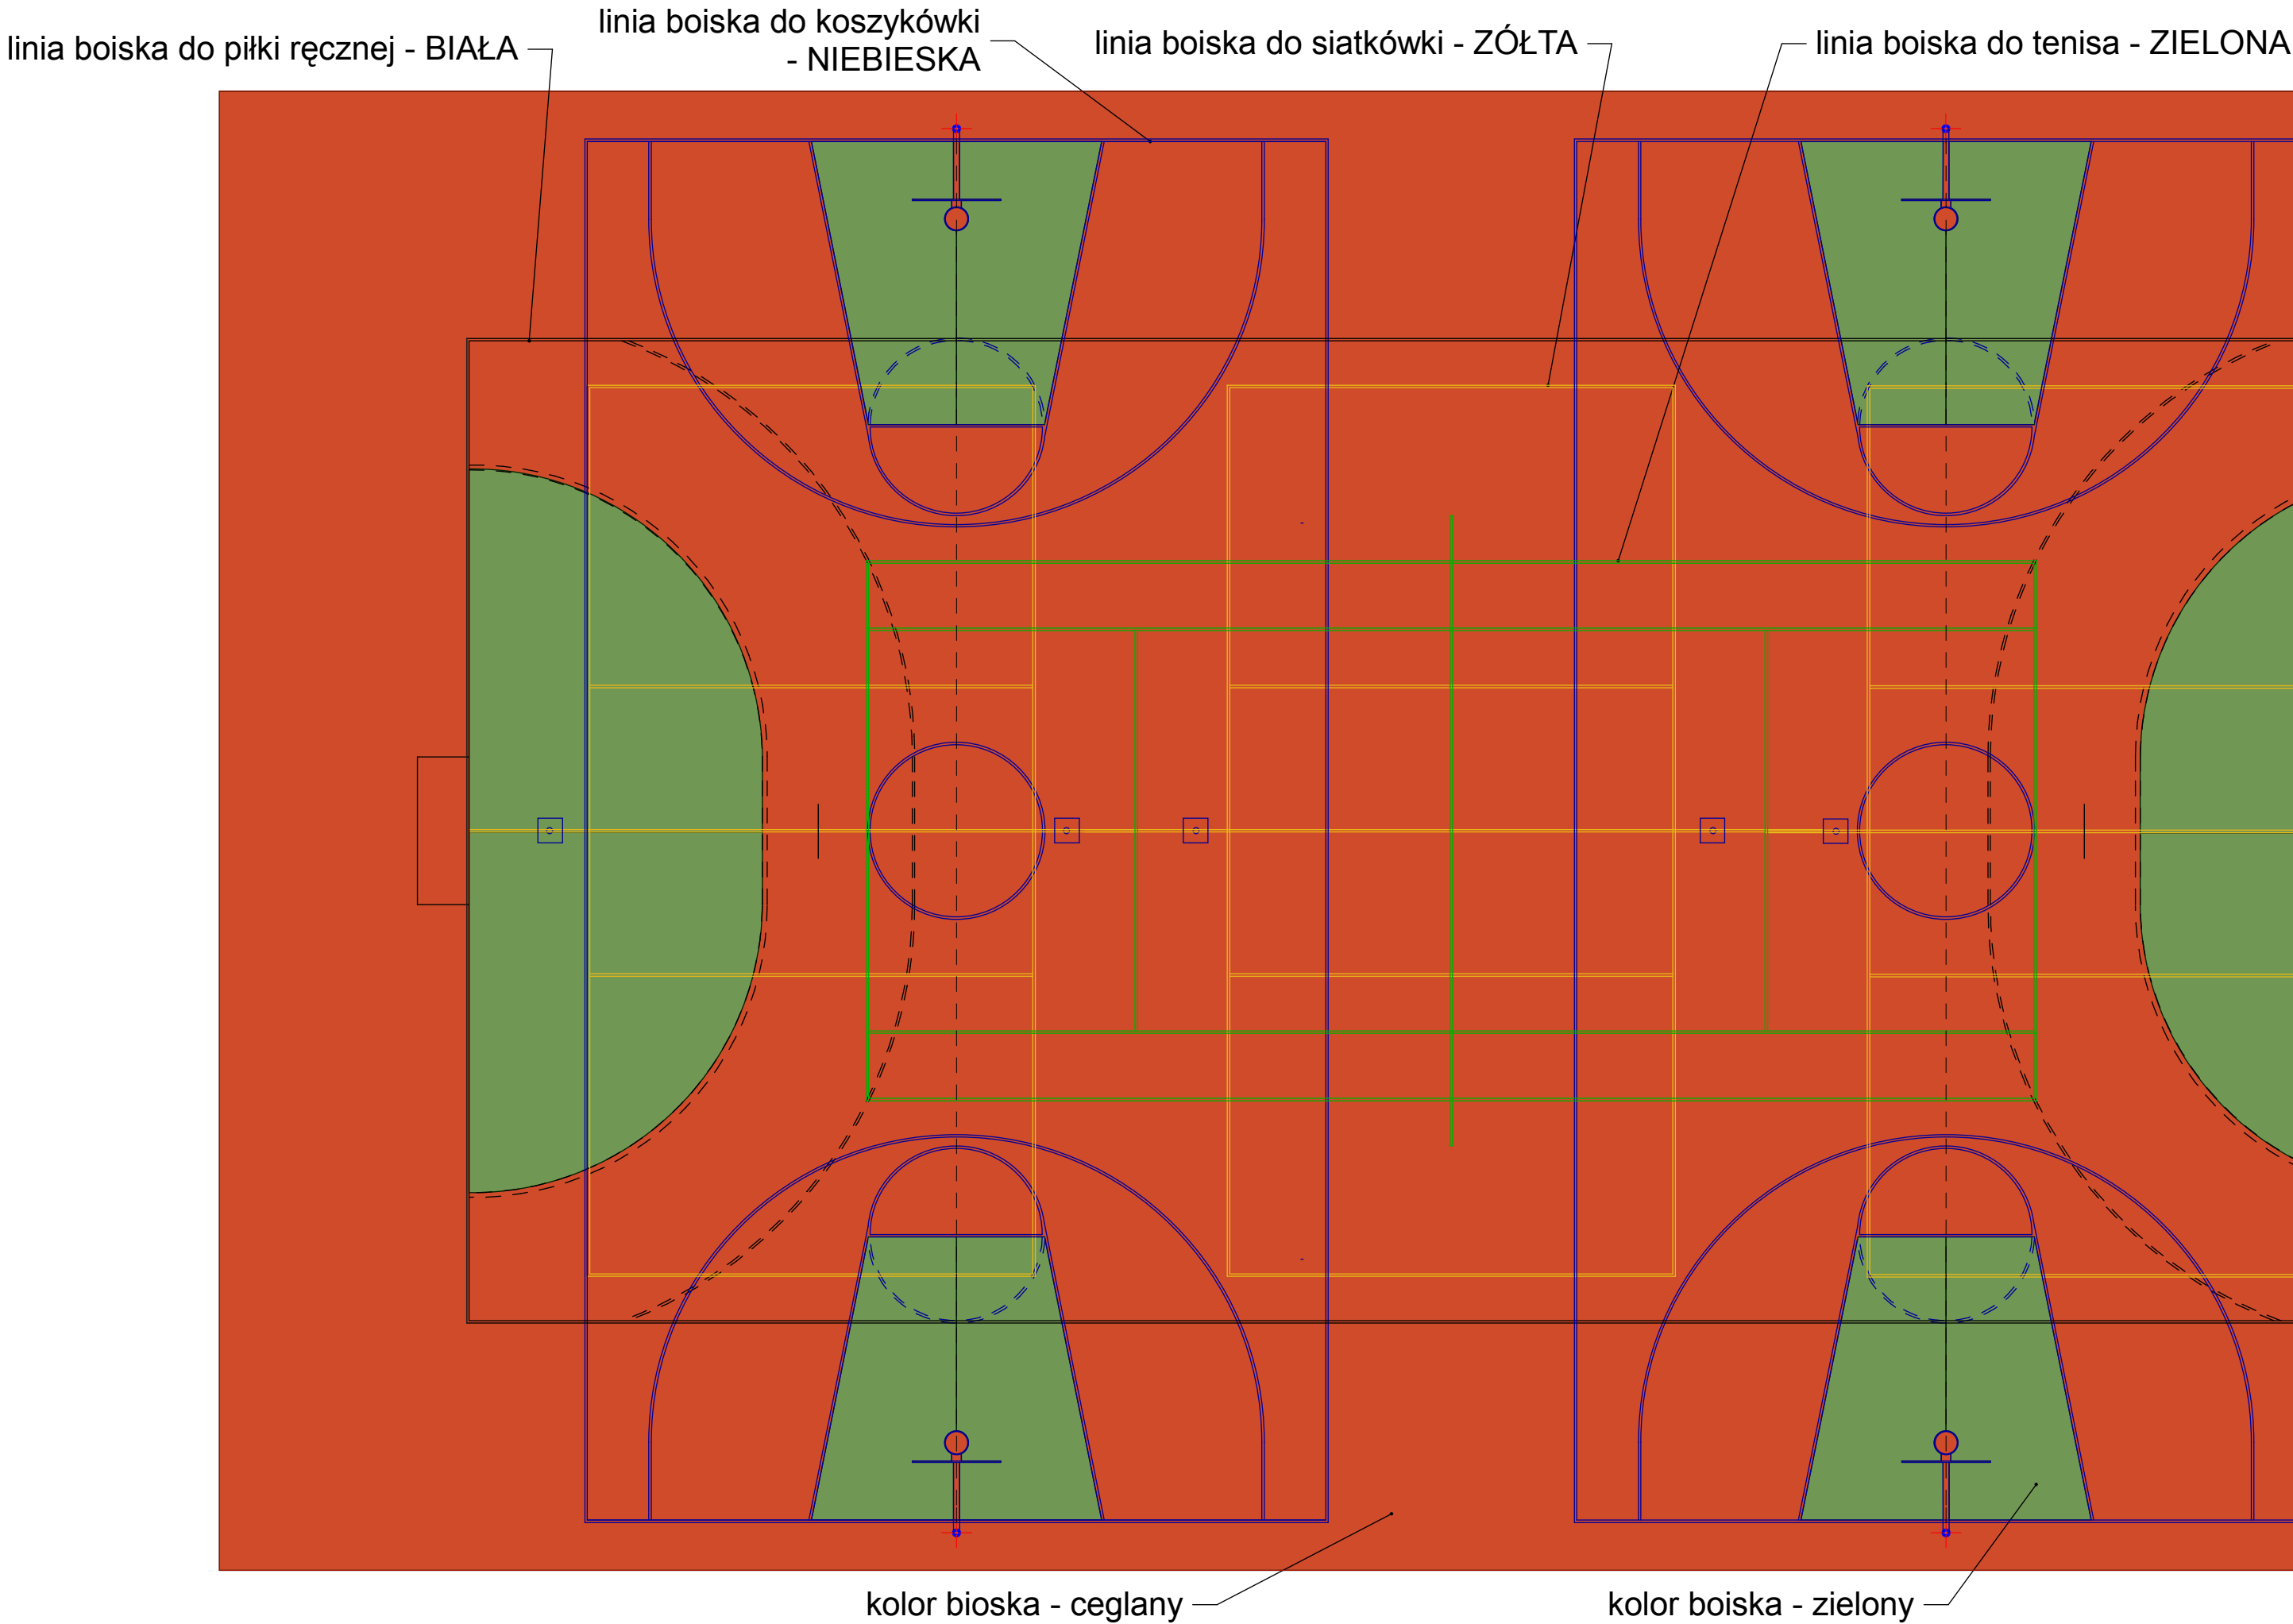 linia boiska do piłki ręcznej - BIAŁA
linia boiska do koszykówki
- NIEBIESKA
linia boiska do siatkówki - ZÓŁTA
linia boiska do tenisa - ZIELONA
kolor bioska - ceglany
kolor boiska - zielony